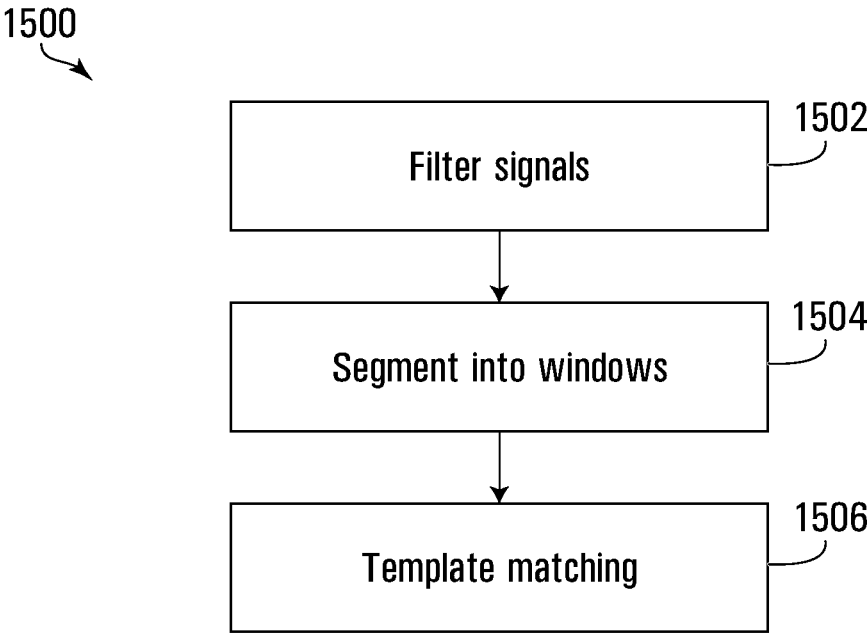 1500
1502
Filter signals
1504
Segment into windows
1506
Template matching